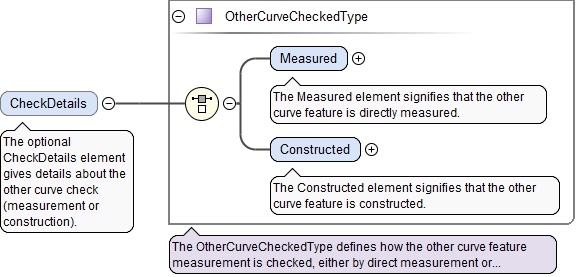 OtherCurveCheckedType
Measured
The Measured element signifies that the other
curve feature is directly measured.
CheckDetails
The optional
CheckDetails element
gives details about the
other curve check
(measurement or
construction).
Constructed
The Constructed element signifies that the other
curve feature is constructed.
The OtherCurveCheckedType defines how the other curve feature
measurement is checked, either by direct measurement or...